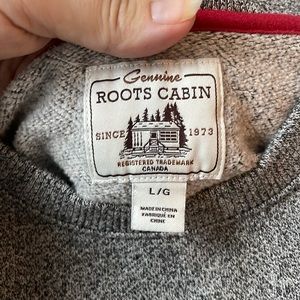 Genuine
ROOTS CABIN
SINCE 1973
REGISTERED TRADEMARK
CANADA
L/G
MADE IN CHINA
FABRIQUÉ EN
CHINE